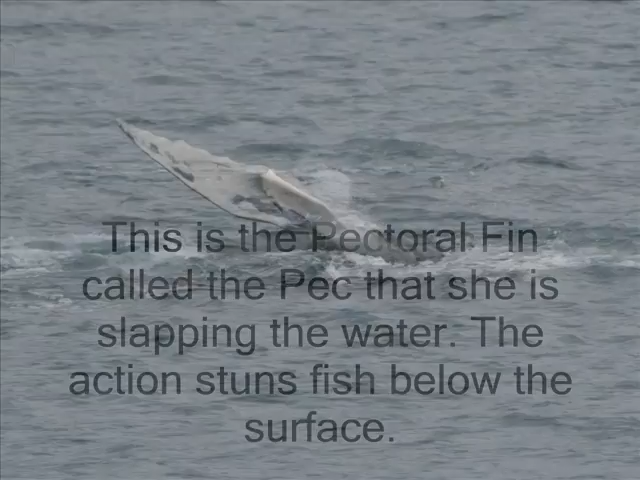 This is the Pectoral Fin
called the Pec that she is
slapping the water. The
action stuns fish below the
surface.